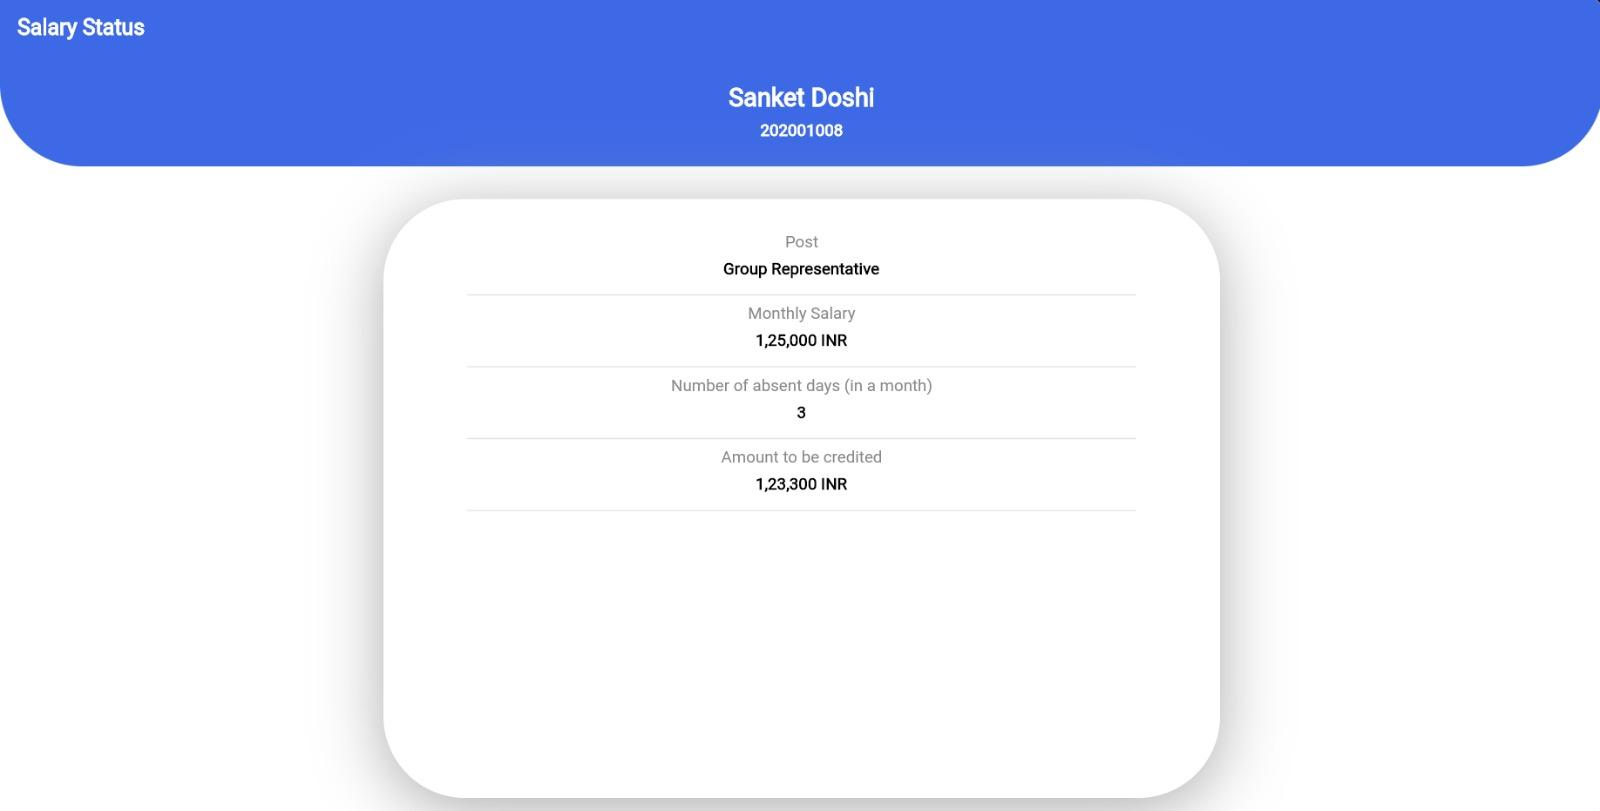 Salary Status
Sanket Doshi
202001008
Post
Group Representative
Monthly Salary
1,25,000 INR
Number of absent days (in a month)
3
Amount to be credited
1,23,300 INR